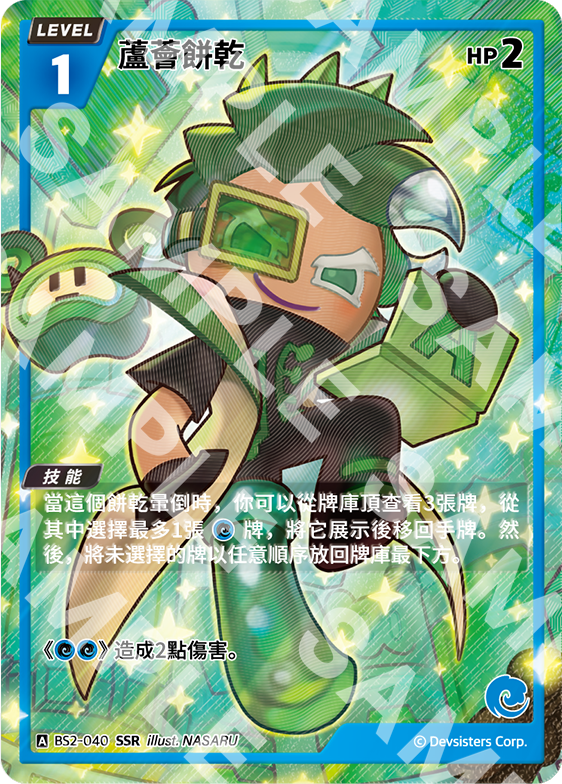 LEVEL
1
蘆薈餅乾
HP 2
SAMPLE SAMPLE SAMPLE
A
技能
當這個餅乾暈倒時，你可以從牌庫頂查看3張牌，從
其中選擇最多1張 牌，將它展示後移回手牌。然
後，將未選擇的牌以任意順序放回牌庫最下方。
《 》造成2點傷害。
A BS2-040 SSR illust. NASARU
© Devsisters Corp.